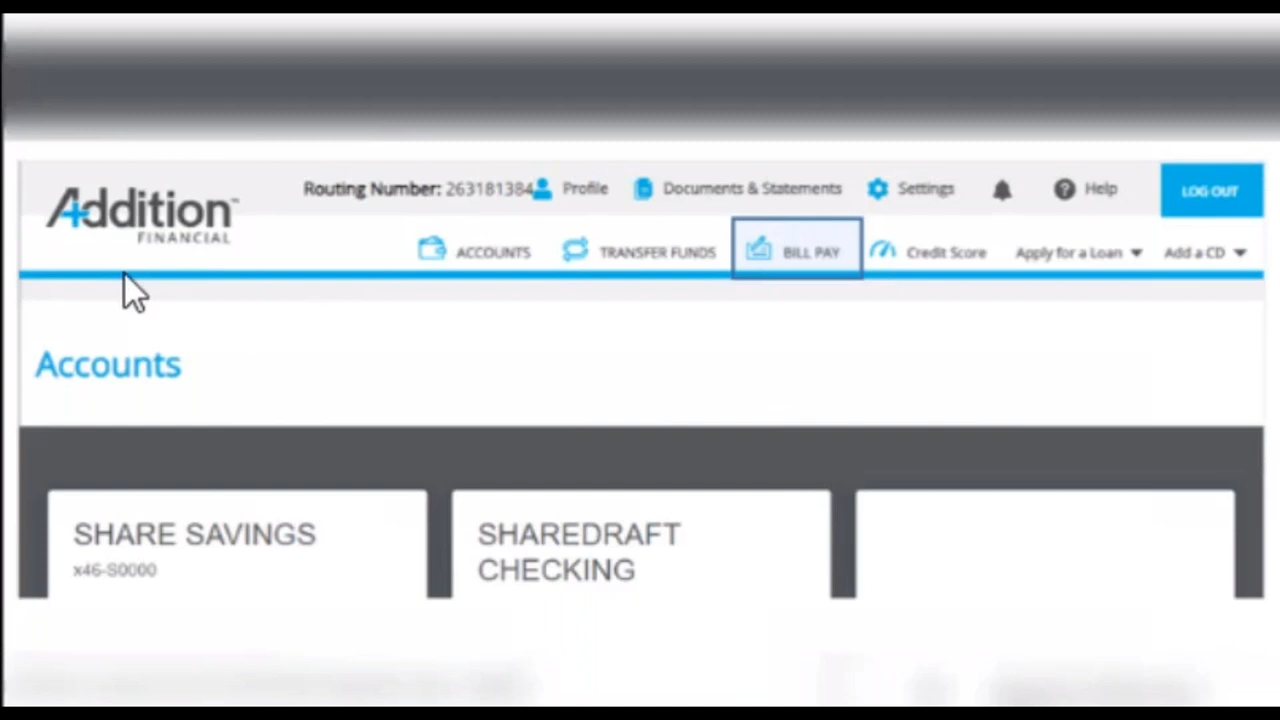 Addition™
FINANCIAL
Routing Number: 263181384 Profile Documents & Statements Settings Help LOG OUT
ACCOUNTS TRANSFER FUNDS BILL PAY Credit Score Apply for a Loan Add a CD
Accounts
SHARE SAVINGS
x46-S0000
SHAREDRAFT
CHECKING